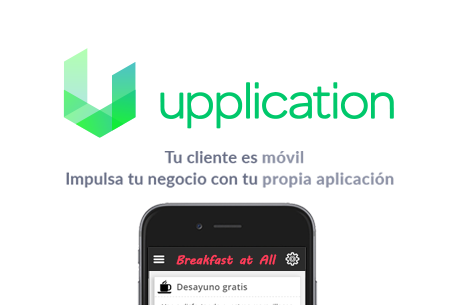 upplication
Tu cliente es móvil
Impulsa tu negocio con tu propia aplicación
Breakfast at All
Desayuno gratis